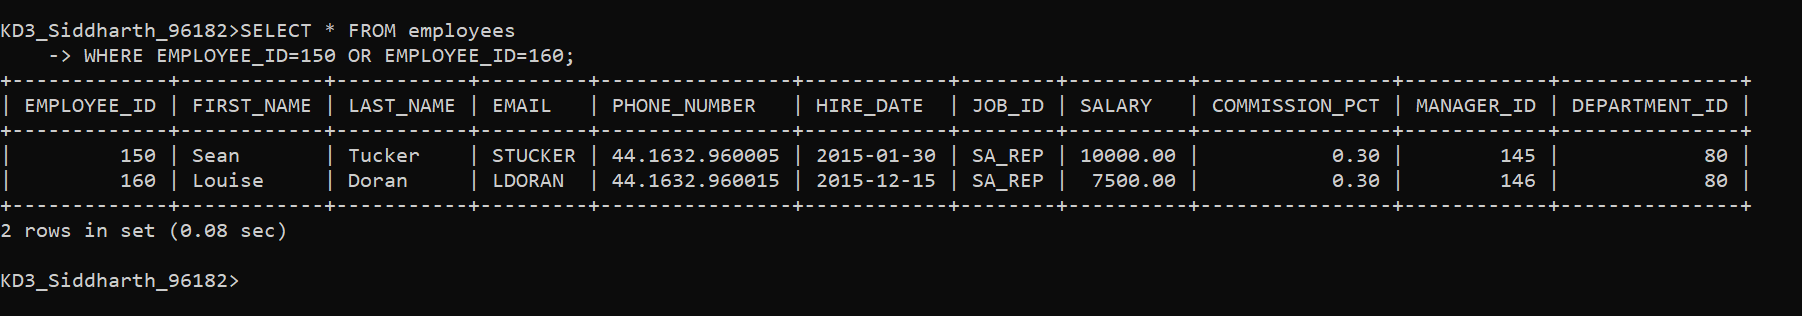 KD3_Siddharth_96182>SELECT * FROM employees
    -> WHERE EMPLOYEE_ID=150 OR EMPLOYEE_ID=160;
+-------------+------------+-----------+---------+----------------+------------+--------+----------+----------------+------------+---------------+
| EMPLOYEE_ID | FIRST_NAME | LAST_NAME | EMAIL   | PHONE_NUMBER   | HIRE_DATE  | JOB_ID | SALARY   | COMMISSION_PCT | MANAGER_ID | DEPARTMENT_ID |
+-------------+------------+-----------+---------+----------------+------------+--------+----------+----------------+------------+---------------+
|         150 | Sean       | Tucker    | STUCKER | 44.1632.960005 | 2015-01-30 | SA_REP | 10000.00 |           0.30 |        145 |            80 |
|         160 | Louise     | Doran     | LDORAN  | 44.1632.960015 | 2015-12-15 | SA_REP |  7500.00 |           0.30 |        146 |            80 |
+-------------+------------+-----------+---------+----------------+------------+--------+----------+----------------+------------+---------------+
2 rows in set (0.08 sec)
KD3_Siddharth_96182>